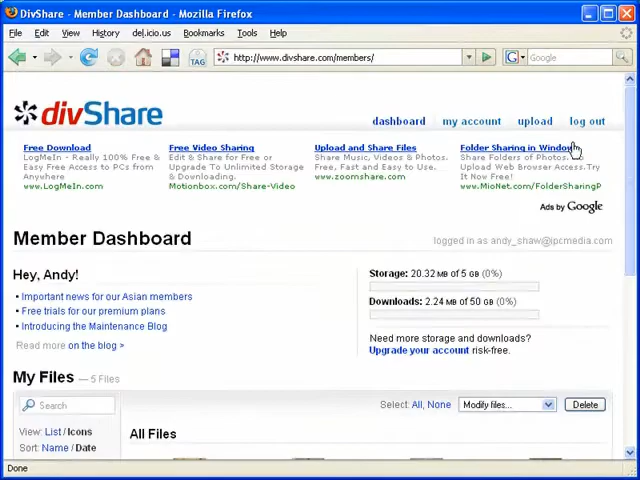 DivShare - Member Dashboard - Mozilla Firefox
File Edit View History del.icio.us Bookmarks Tools Help
TAG http://www.divshare.com/members/ G Google
divShare
dashboard my account upload log out
Free Download Free Video Sharing Upload and Share Files Folder Sharing in Window
LogMeIn - Really 100% Free & Edit & Share for Free or Share Music, Videos & Photos. Share Folders of Photos.
Easy Free Access to PCs from Upgrade To Unlimited Storage Free, Fast and Easy to Use. Upload Web Browser Access.Try
Anywhere & Downloading. www.zoomshare.com It Now Free!
www.LogMeIn.com Motionbox.com/Share-Video www.MioNet.com/FolderSharingP
Ads by Google
Member Dashboard
logged in as andy_shaw@ipcmedia.com
Hey, Andy!
Important news for our Asian members
Free trials for our premium plans
Introducing the Maintenance Blog
Read more on the blog >
Storage: 20.32 MB of 5 GB (0%)
Downloads: 2.24 MB of 50 GB (0%)
Need more storage and downloads?
Upgrade your account risk-free.
My Files — 5 Files
Search
Select: All, None Modify files... Delete
View: List / Icons
Sort: Name / Date
All Files
Done